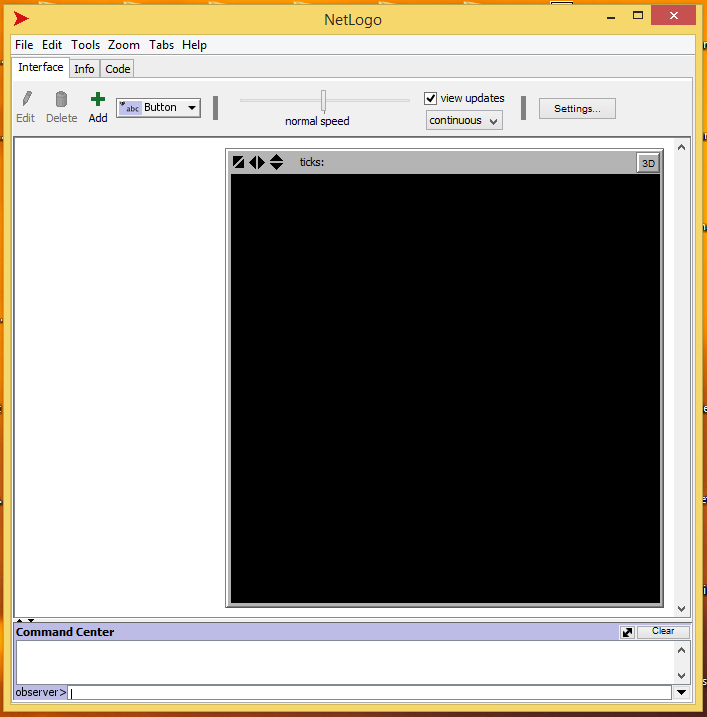 NetLogo
File Edit Tools Zoom Tabs Help
Interface Info Code
Edit Delete Add abc Button normal speed view updates continuous Settings...
ticks: 3D
Command Center Clear
observer>